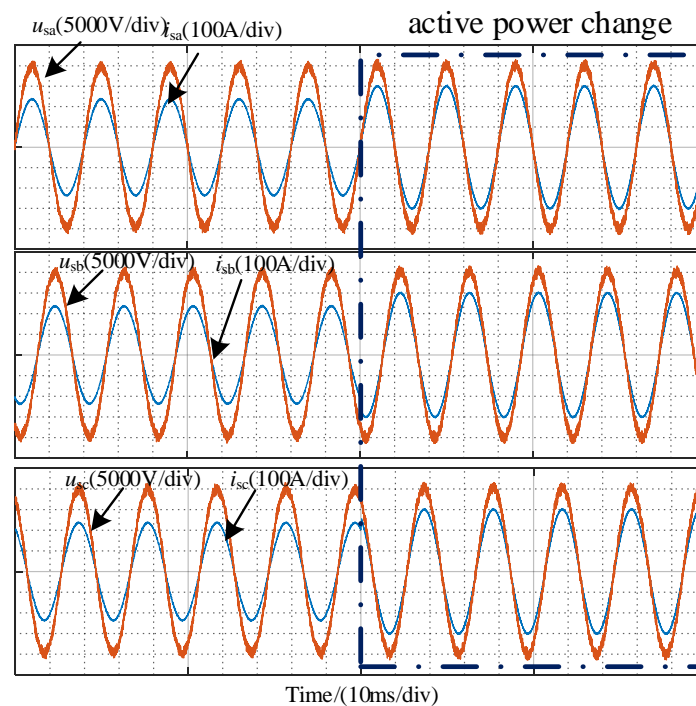 active power change
usa(5000V/div) isa(100A/div)
usb(5000V/div) isb(100A/div)
usc(5000V/div) isc(100A/div)
Time/(10ms/div)